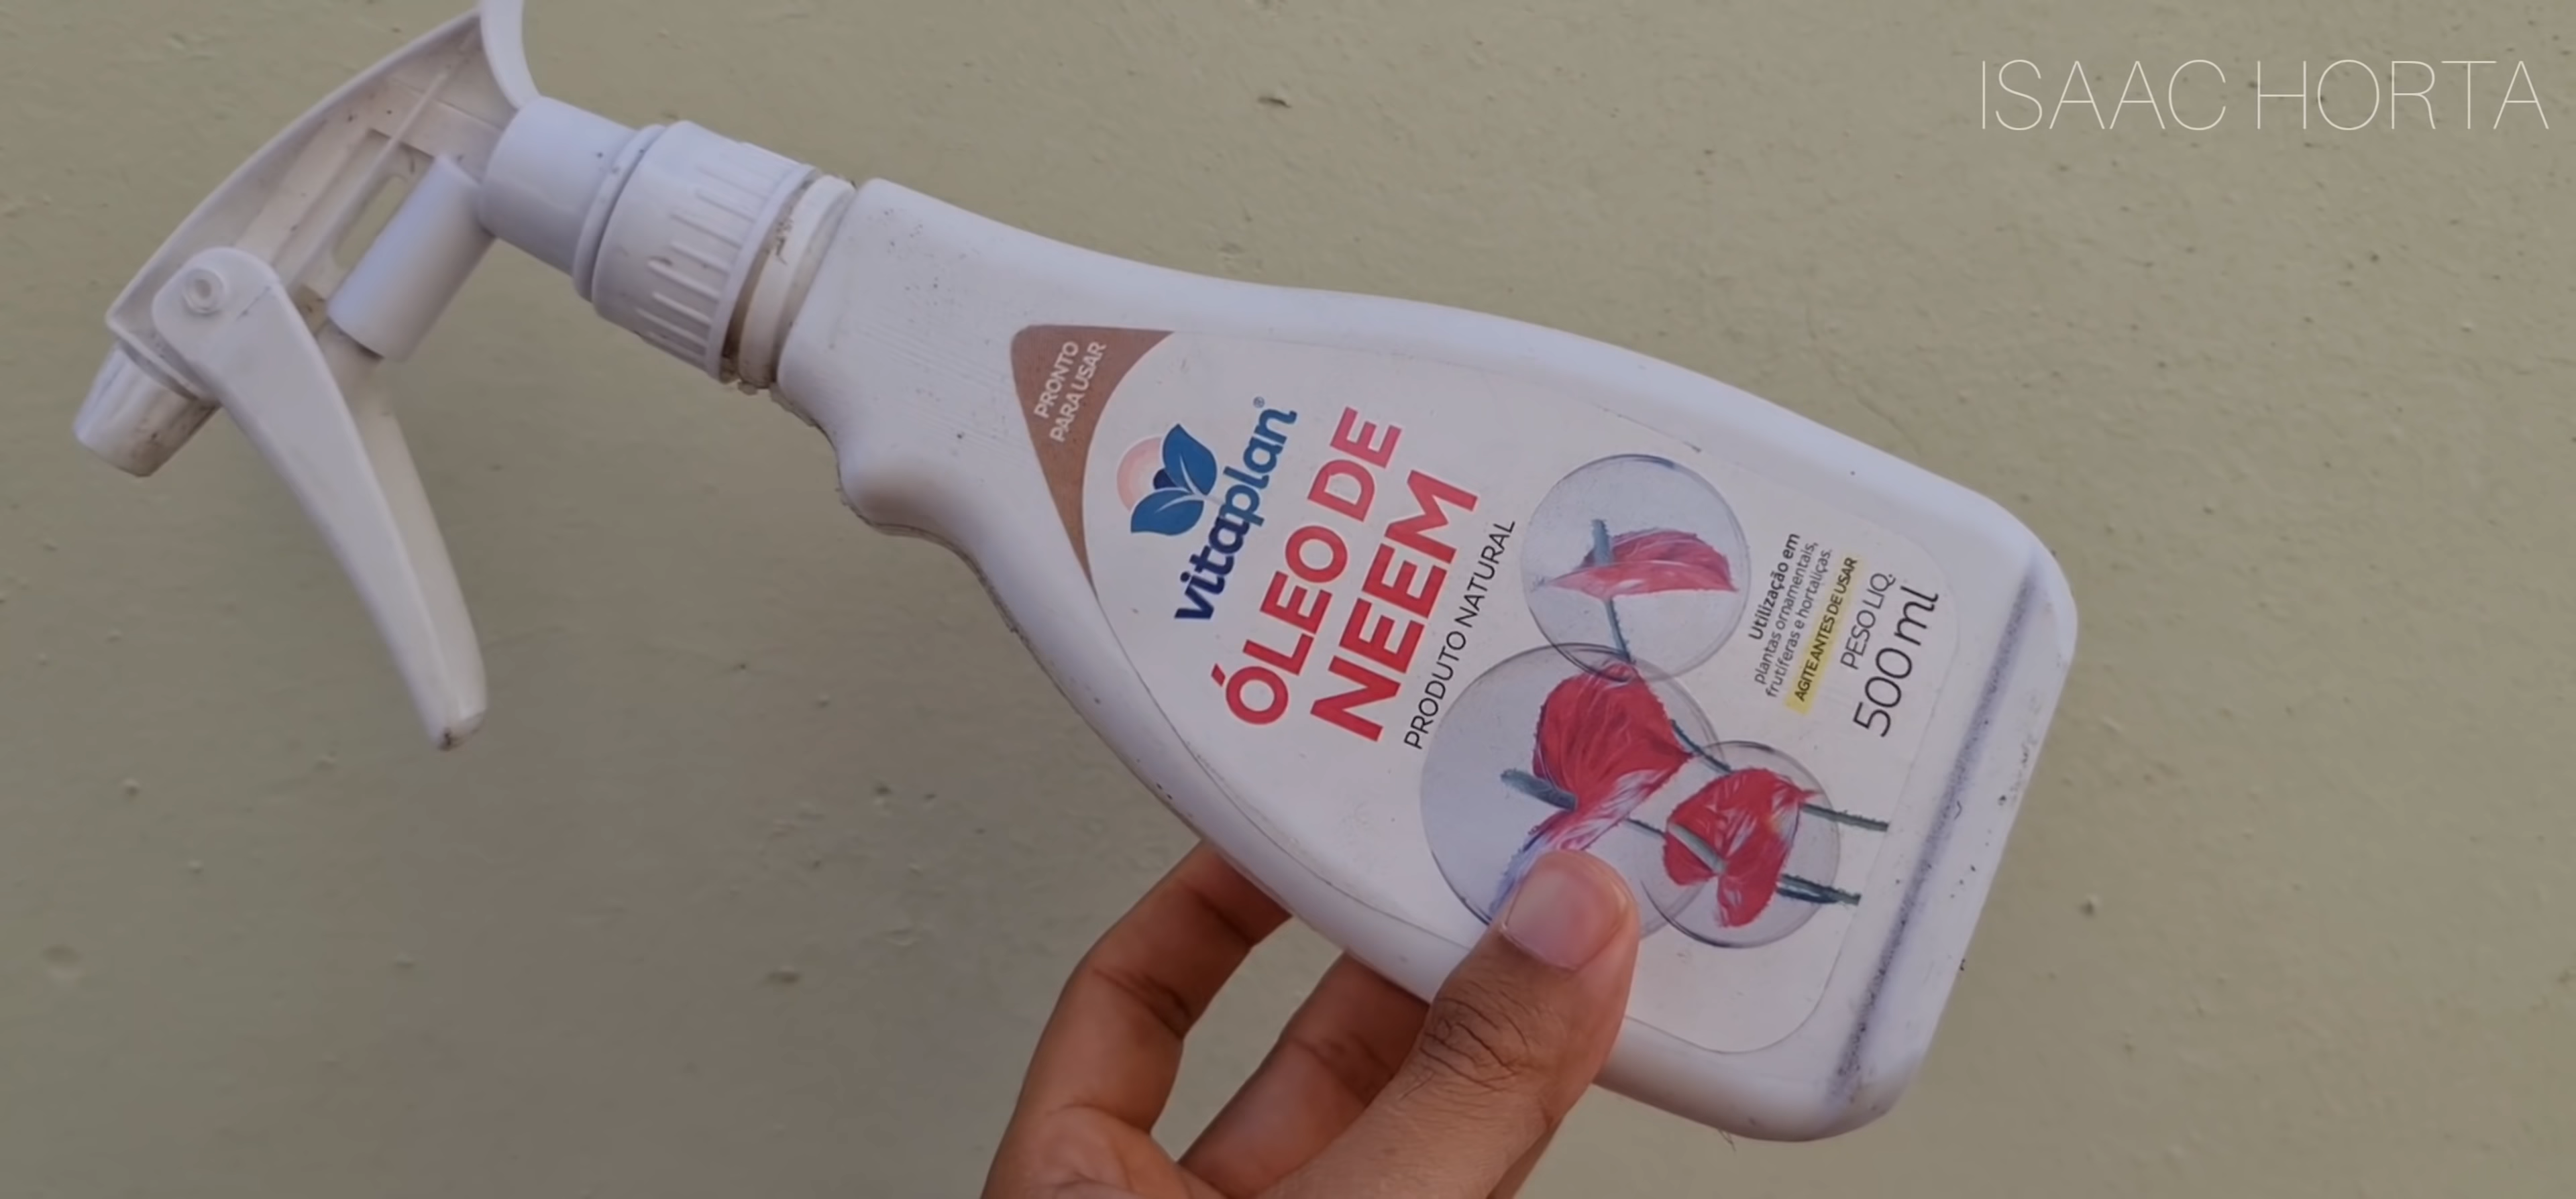 ISAAC HORTA
PRONTO
PARA USAR
vitaplan®
ÓLEO DE
NEEM
PRODUTO NATURAL
Utilização em
plantas ornamentais,
frutíferas e hortaliças.
AGITE ANTES DE USAR
PESO LIQ.
500 ml